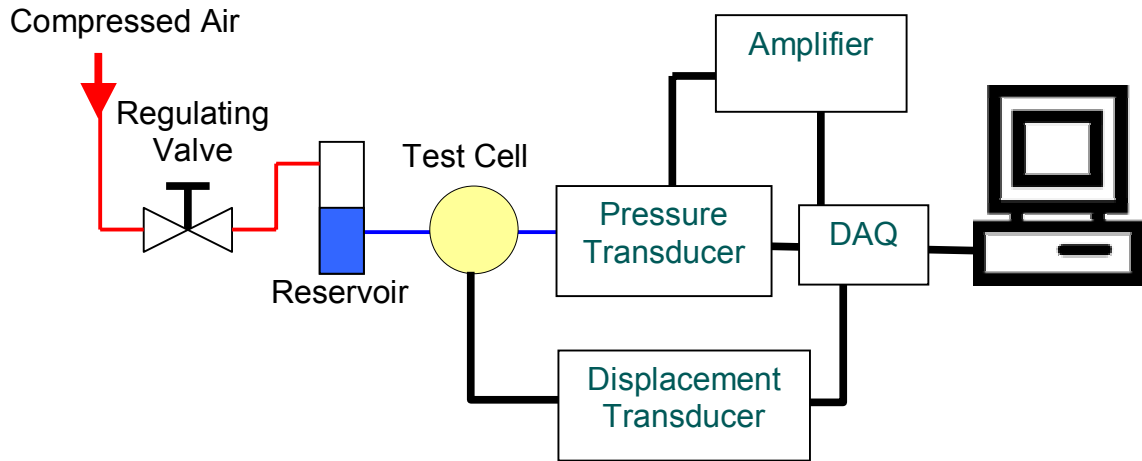 Compressed Air
Regulating
Valve
Reservoir
Test Cell
Amplifier
Pressure
Transducer
DAQ
Displacement
Transducer